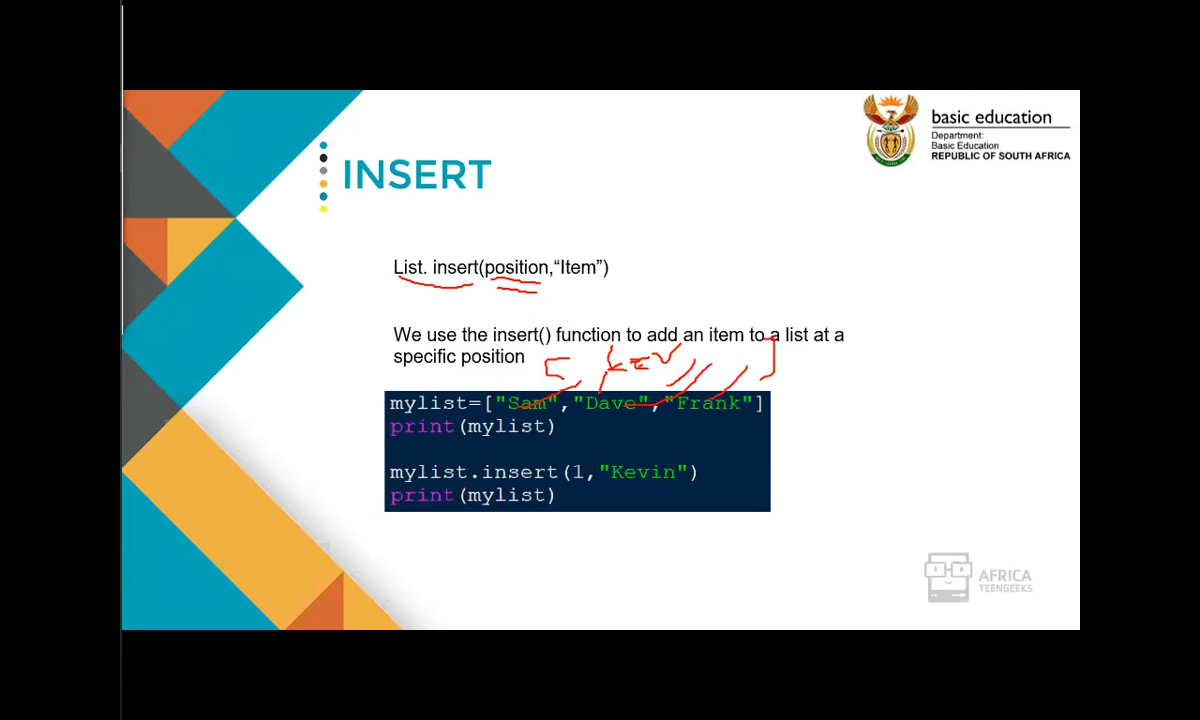 basic education
Department:
Basic Education
REPUBLIC OF SOUTH AFRICA
INSERT
List. insert(position,“Item”)
We use the insert() function to add an item to a list at a
specific position
mylist=["Sam","Dave","Frank"]
print(mylist)
mylist.insert(1,"Kevin")
print(mylist)
AFRICA
TEENGEEKS